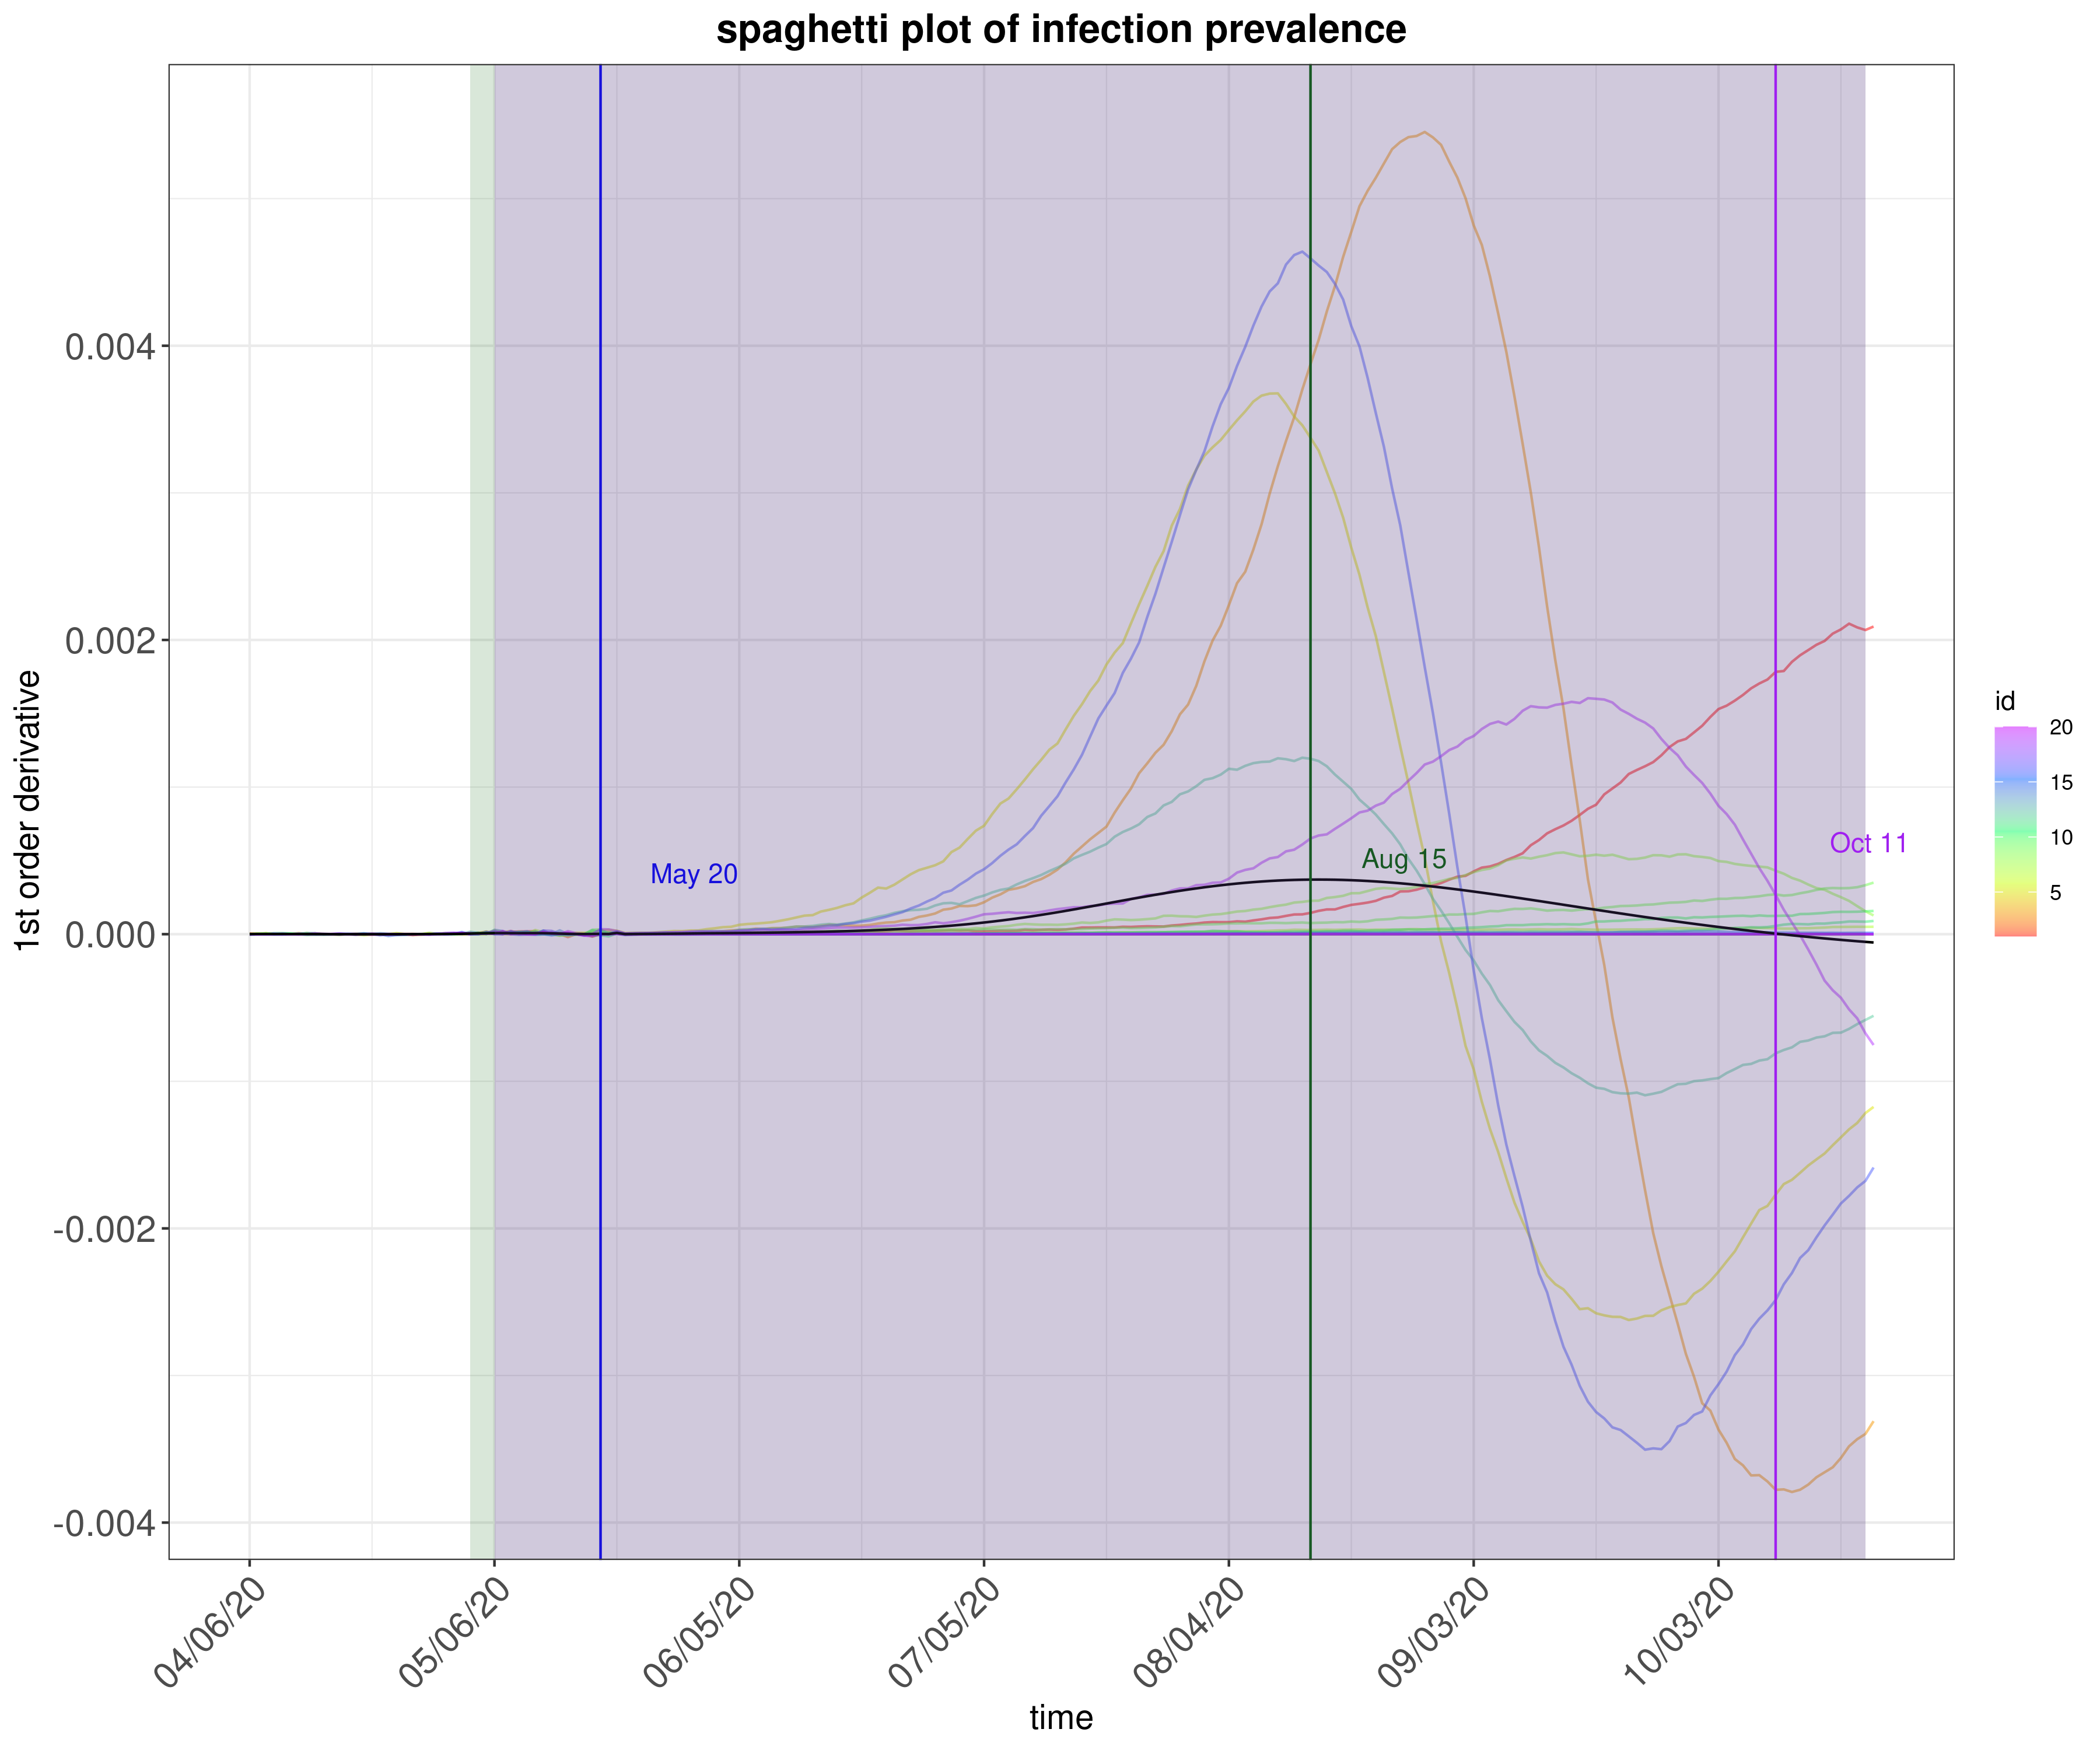 spaghetti plot of infection prevalence
1st order derivative
0.004
0.002
0.000
-0.002
-0.004
May 20
Aug 15
Oct 11
04/06/20
05/06/20
06/05/20
07/05/20
08/04/20
09/03/20
10/03/20
time
id
20
15
10
5